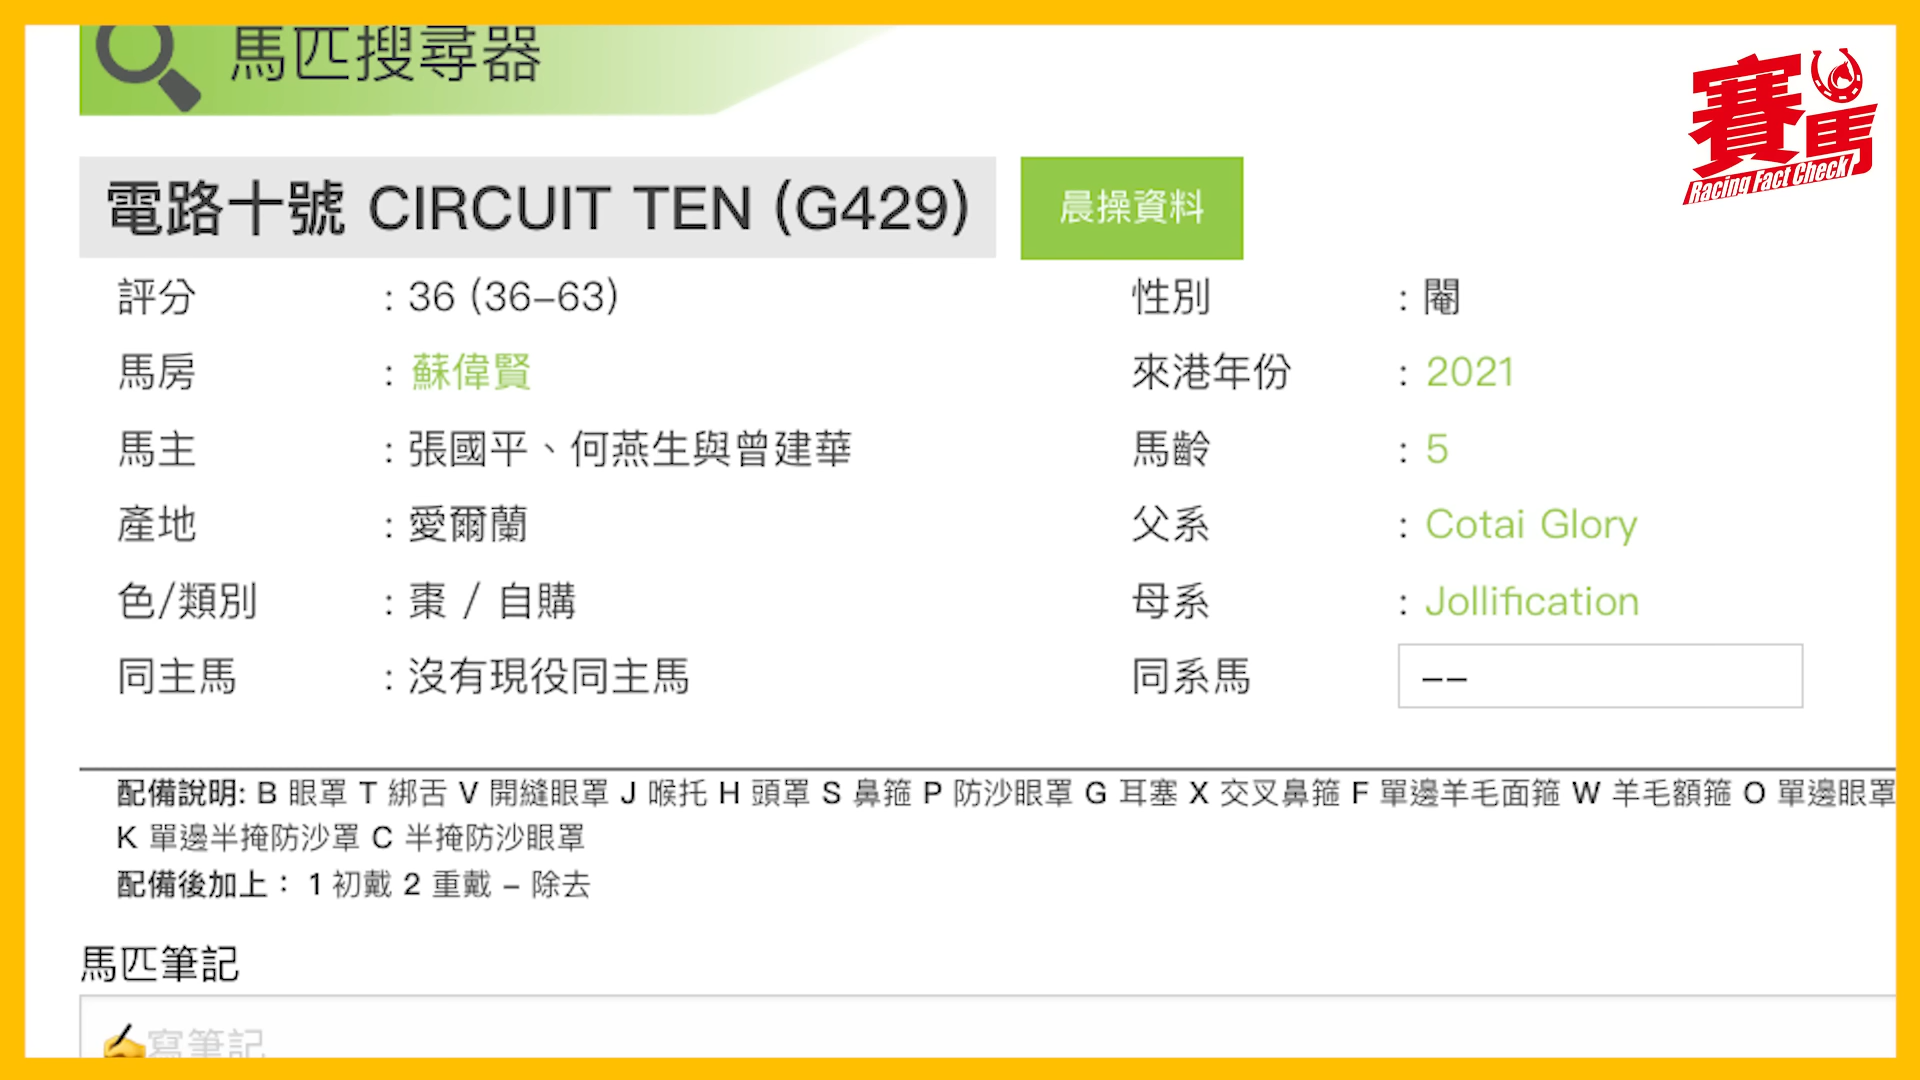 馬匹搜尋器
賽馬
Racing Fact Check
電路十號 CIRCUIT TEN (G429)
晨操資料
評分 : 36 (36-63)
性別 : 閹
馬房 : 蘇偉賢
來港年份 : 2021
馬主 : 張國平、何燕生與曾建華
馬齡 : 5
產地 : 愛爾蘭
父系 : Cotai Glory
色/類別 : 棗 / 自購
母系 : Jollification
同主馬 : 沒有現役同主馬
同系馬 --
配備說明: B 眼罩 T 綁舌 V 開縫眼罩 J 喉托 H 頭罩 S 鼻箍 P 防沙眼罩 G 耳塞 X 交叉鼻箍 F 單邊羊毛面箍 W 羊毛額箍 O 單邊眼罩
K 單邊半掩防沙罩 C 半掩防沙眼罩
配備後加上： 1 初戴 2 重戴 - 除去
馬匹筆記
寫筆記